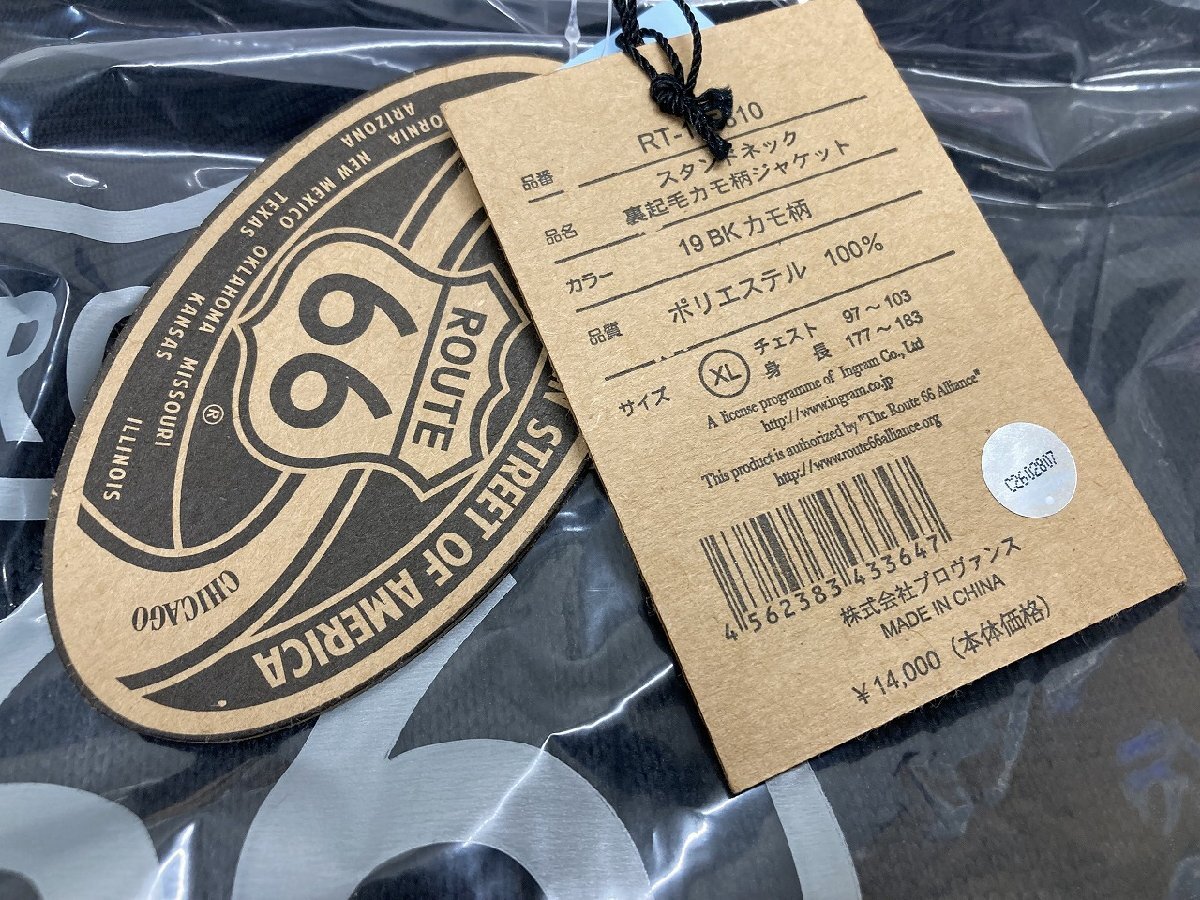 品番 RT-
品名 スタンドネック
裏起毛カモ柄ジャケット
カラー 19 BKカモ柄
品質 ポリエステル 100%
サイズ XL チェスト 97～103
身長 177～183
A license programme of Ingram Co., Ltd
http://www.ingram.co.jp
This product is authorized by "The Route 66 Alliance"
http://www.route66alliance.org
4562383433647
株式会社プロヴァンス
MADE IN CHINA
¥14,000（本体価格）
C2602807
ROUTE
66
®
STREET OF AMERICA
CHICAGO
ILLINOIS
KANSAS MISSOURI
TEXAS OKLAHOMA
ARIZONA NEW MEXICO